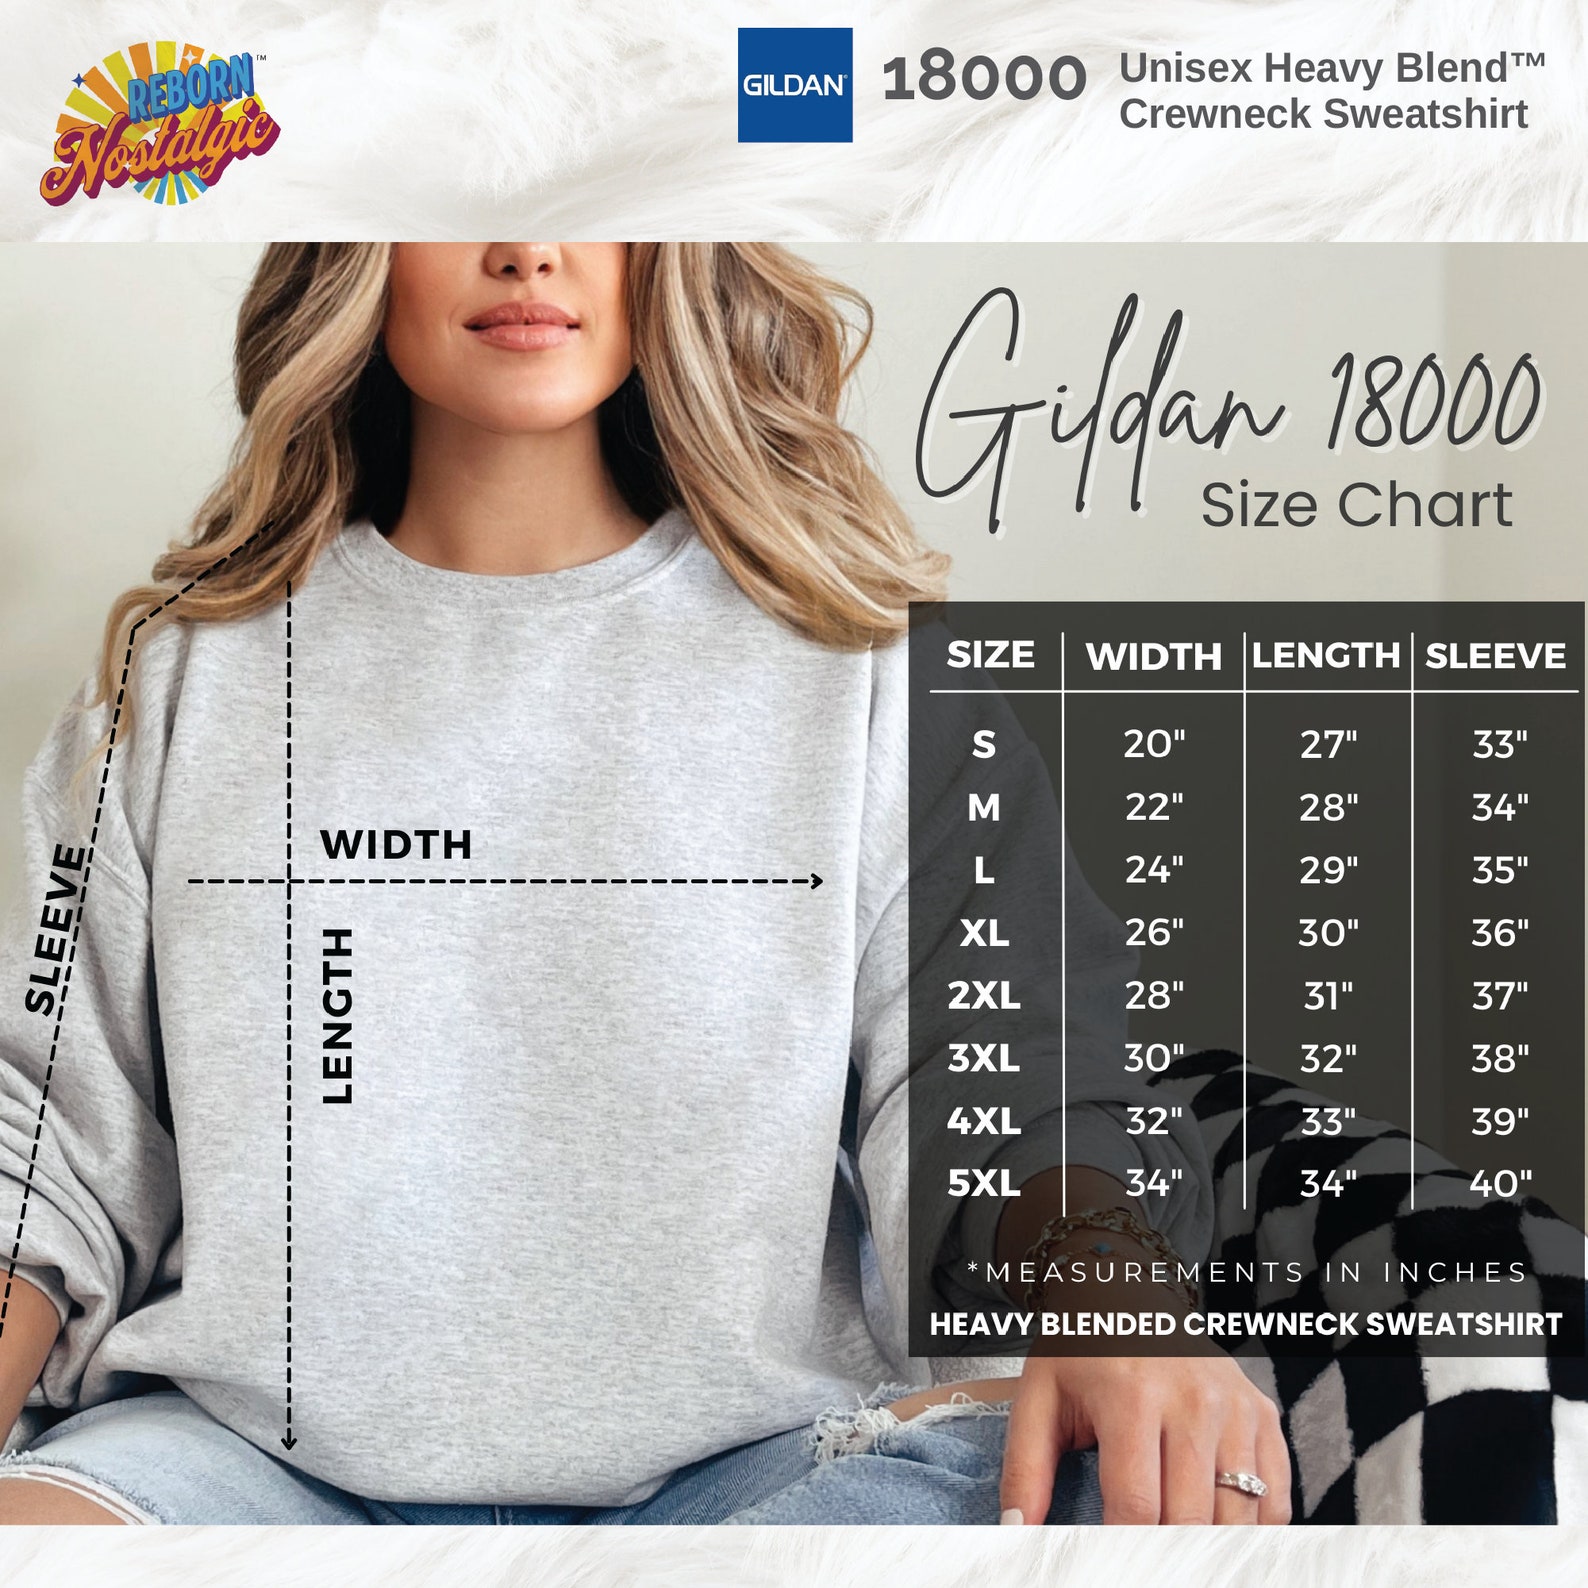 REBORN™
Nostalgic
GILDAN®
18000
Unisex Heavy Blend™
Crewneck Sweatshirt
Gildan 18000
Size Chart
SIZE WIDTH LENGTH SLEEVE
S 20" 27" 33"
M 22" 28" 34"
L 24" 29" 35"
XL 26" 30" 36"
2XL 28" 31" 37"
3XL 30" 32" 38"
4XL 32" 33" 39"
5XL 34" 34" 40"
*MEASUREMENTS IN INCHES
HEAVY BLENDED CREWNECK SWEATSHIRT
WIDTH
SLEEVE
LENGTH